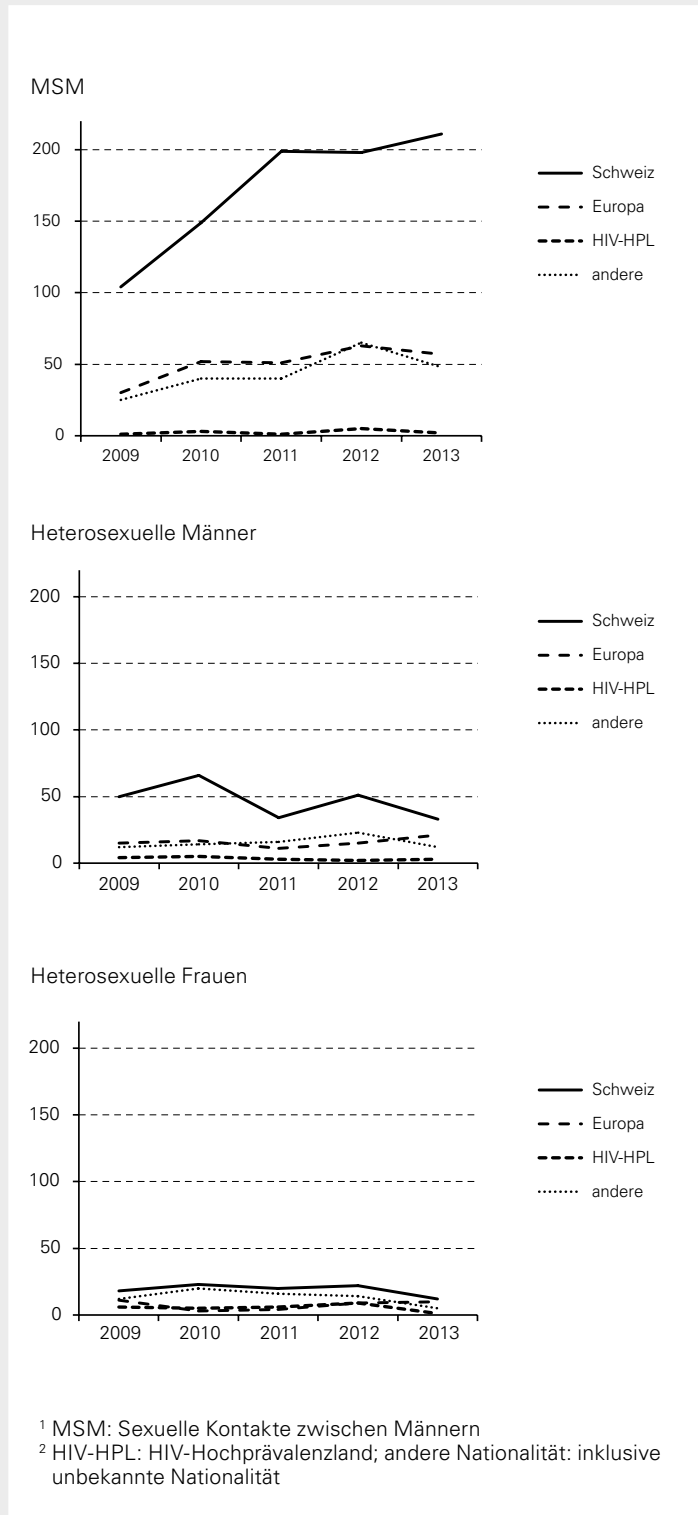 MSM
200
150
100
50
0
2009 2010 2011 2012 2013
Schweiz
Europa
HIV-HPL
andere
Heterosexuelle Männer
200
150
100
50
0
2009 2010 2011 2012 2013
Schweiz
Europa
HIV-HPL
andere
Heterosexuelle Frauen
200
150
100
50
0
2009 2010 2011 2012 2013
Schweiz
Europa
HIV-HPL
andere
¹ MSM: Sexuelle Kontakte zwischen Männern
² HIV-HPL: HIV-Hochprävalenzland; andere Nationalität: inklusive
unbekannte Nationalität